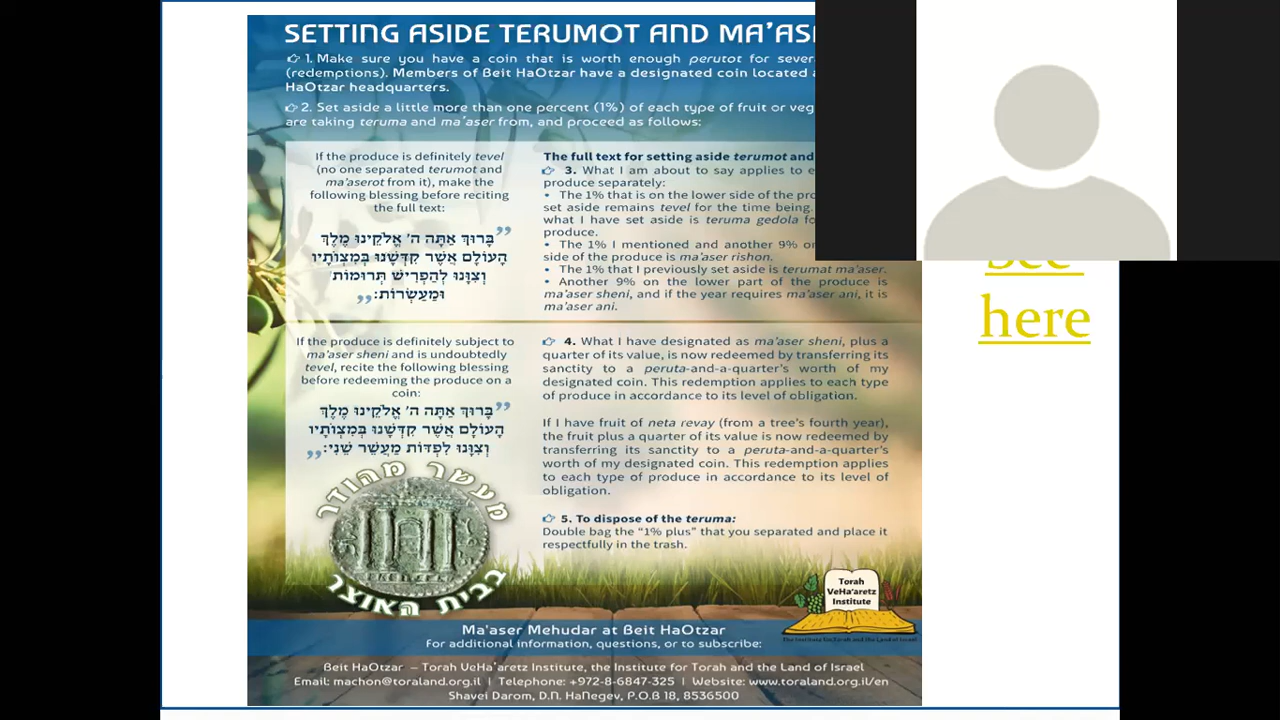 SETTING ASIDE TERUMOT AND
☞ 1. Make sure you have a coin that is worth enough perutot for
(redemptions). Members of Beit HaOtzar have a designated coin located
HaOtzar headquarters.
☞ 2. Set aside a little more than one percent (1%) of each type of fruit or
are taking teruma and ma'aser from, and proceed as follows:
If the produce is definitely tevel
(no one separated terumot and
ma'aserot from it), make the
following blessing before reciting
the full text:
”בָּרוּךְ אַתָּה ה' אֱלֹקֵינוּ מֶלֶךְ
הָעוֹלָם אֲשֶׁר קִדְּשָׁנוּ בְּמִצְוֹתָיו
וְצִוָּנוּ לְהַפְרִישׁ תְּרוּמוֹת
וּמַעַשְׂרוֹת:”
The full text for setting aside terumot and
☞ 3. What I am about to say applies to
produce separately:
• The 1% that is on the lower side of the
set aside remains tevel for the time being.
what I have set aside is teruma gedola
produce.
• The 1% I mentioned and another 9%
side of the produce is ma'aser rishon.
• The 1% that I previously set aside is terumat ma'aser.
• Another 9% on the lower part of the produce is
ma'aser sheni, and if the year requires ma'aser ani, it is
ma'aser ani.
If the produce is definitely subject to
ma'aser sheni and is undoubtedly
tevel, recite the following blessing
before redeeming the produce on a
coin:
”בָּרוּךְ אַתָּה ה' אֱלֹקֵינוּ מֶלֶךְ
הָעוֹלָם אֲשֶׁר קִדְּשָׁנוּ בְּמִצְוֹתָיו
וְצִוָּנוּ לִפְדּוֹת מַעֲשֵׂר שֵׁנִי:”
☞ 4. What I have designated as ma'aser sheni, plus a
quarter of its value, is now redeemed by transferring its
sanctity to a peruta-and-a-quarter's worth of my
designated coin. This redemption applies to each type
of produce in accordance to its level of obligation.
If I have fruit of neta revay (from a tree's fourth year),
the fruit plus a quarter of its value is now redeemed by
transferring its sanctity to a peruta-and-a-quarter's
worth of my designated coin. This redemption applies
to each type of produce in accordance to its level of
obligation.
☞ 5. To dispose of the teruma:
Double bag the “1% plus” that you separated and place it
respectfully in the trash.
מעשר מהודר
בבית האוצר
Torah
VeHa'aretz
Institute
The Institute for Torah and the Land of Israel
Ma'aser Mehudar at Beit HaOtzar
For additional information, questions, or to subscribe:
Beit HaOtzar – Torah VeHa'aretz Institute, the Institute for Torah and the Land of Israel
Email: machon@toraland.org.il | Telephone: +972-8-6847-325 | Website: www.toraland.org.il/en
Shavei Darom, D.N. HaNegev, P.O.B 18, 8536500
here